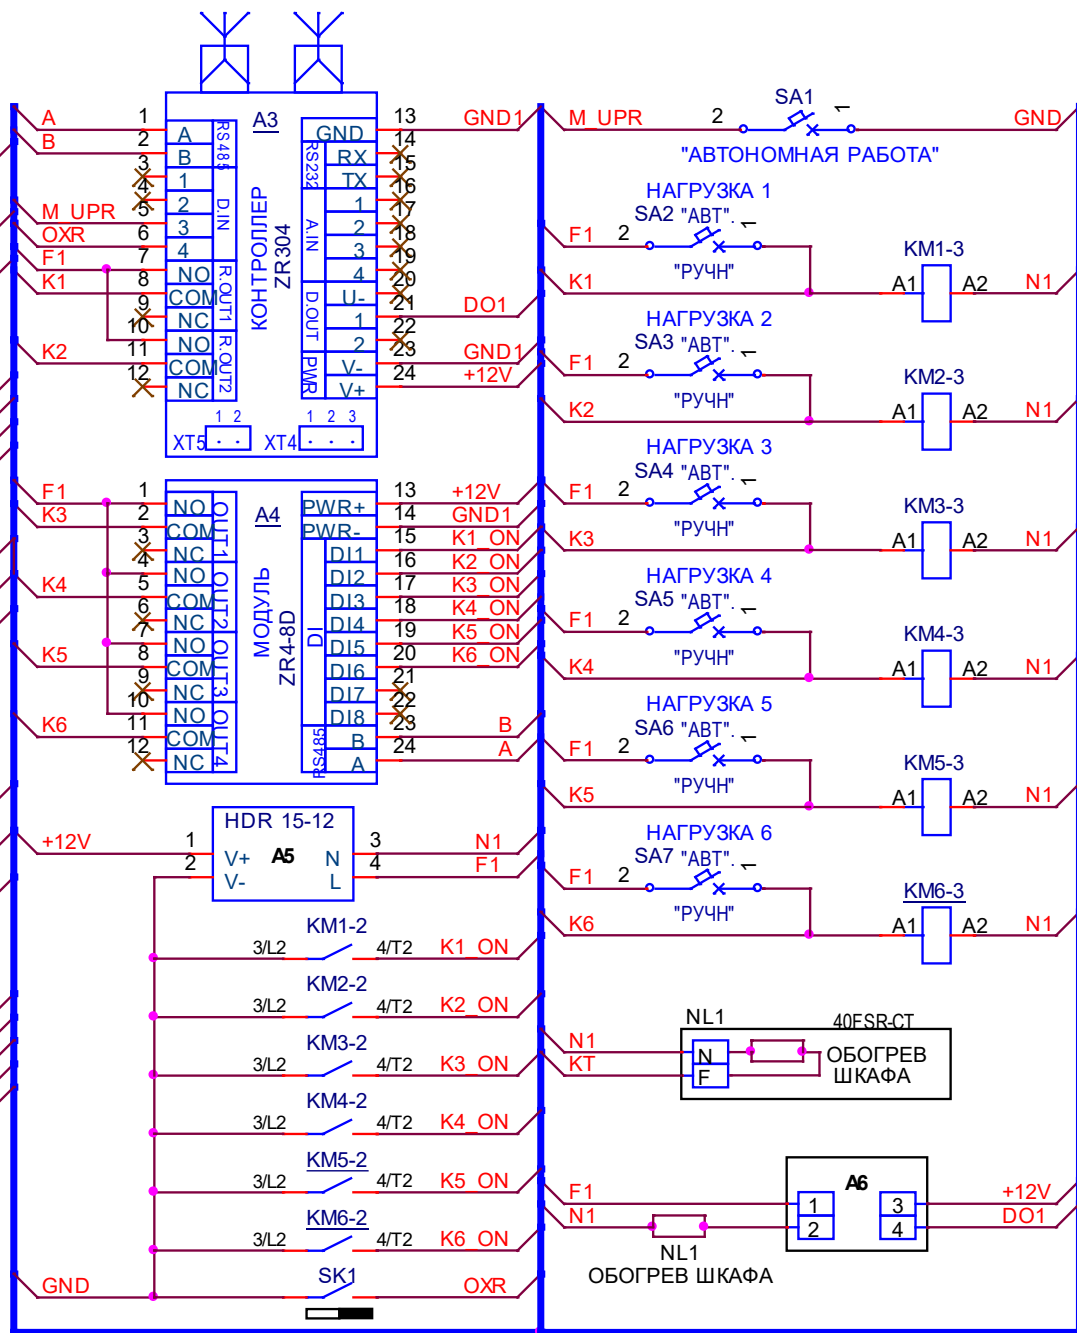 A 1 A3 13 GND1
B 2 14
3 15
4 16
M_UPR 5 17
OXR 6 18
F1 7 19
K1 8 20
9 21 DO1
10 22
K2 11 23 GND1
12 24 +12V
A
B
RS485
1
2
3
4
D.IN
NO
COM
NC
R.OUT1
NO
COM
NC
R.OUT2
КОНТРОЛЛЕР
ZR304
GND
RX
TX
RS232
1
2
3
4
A.IN
U-
1
2
D.OUT
V-
V+
PWR
XT5 1 2
XT4 1 2 3
F1 1 A4 13 +12V
K3 2 14 GND1
3 15 K1_ON
4 16 K2_ON
K4 5 17 K3_ON
6 18 K4_ON
7 19 K5_ON
K5 8 20 K6_ON
9 21
10 22
K6 11 23 B
12 24 A
NO
COM
NC
OUT1
NO
COM
NC
OUT2
NO
COM
NC
OUT3
NO
COM
NC
OUT4
МОДУЛЬ
ZR4-8D
PWR+
PWR-
DI1
DI2
DI3
DI4
DI5
DI6
DI7
DI8
DI
B
A
RS485
HDR 15-12
+12V 1 V+ A5 N 3 N1
2 V- L 4 F1
KM1-2
3/L2 4/T2 K1_ON
KM2-2
3/L2 4/T2 K2_ON
KM3-2
3/L2 4/T2 K3_ON
KM4-2
3/L2 4/T2 K4_ON
KM5-2
3/L2 4/T2 K5_ON
KM6-2
3/L2 4/T2 K6_ON
SK1
GND OXR
SA1
M_UPR 2 1 GND
"АВТОНОМНАЯ РАБОТА"
НАГРУЗКА 1
SA2 "АВТ".
F1 2 1 KM1-3
"РУЧН"
K1 A1 A2 N1
НАГРУЗКА 2
SA3 "АВТ".
F1 2 1 KM2-3
"РУЧН"
K2 A1 A2 N1
НАГРУЗКА 3
SA4 "АВТ".
F1 2 1 KM3-3
"РУЧН"
K3 A1 A2 N1
НАГРУЗКА 4
SA5 "АВТ".
F1 2 1 KM4-3
"РУЧН"
K4 A1 A2 N1
НАГРУЗКА 5
SA6 "АВТ".
F1 2 1 KM5-3
"РУЧН"
K5 A1 A2 N1
НАГРУЗКА 6
SA7 "АВТ".
F1 2 1 KM6-3
"РУЧН"
K6 A1 A2 N1
NL1 40FSR-CT
N1 N ОБОГРЕВ
KT F ШКАФА
A6
F1 1 3 +12V
N1 2 4 DO1
NL1
ОБОГРЕВ ШКАФА